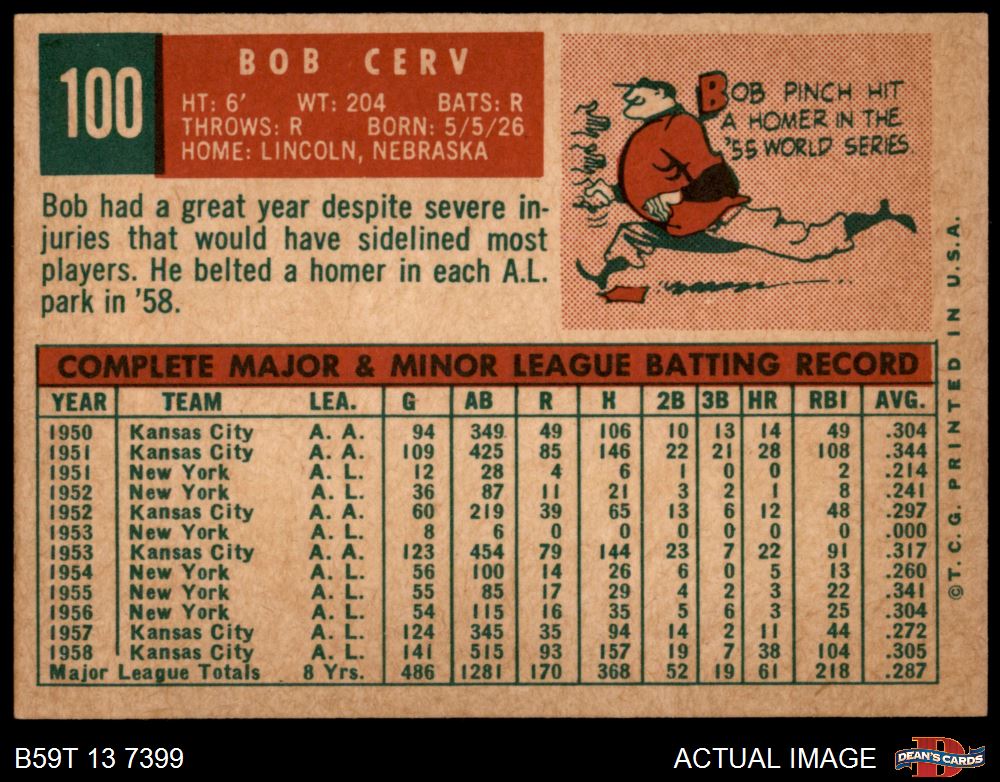 100
BOB CERV
HT: 6' WT: 204 BATS: R
THROWS: R BORN: 5/5/26
HOME: LINCOLN, NEBRASKA
BOB PINCH HIT
A HOMER IN THE
'55 WORLD SERIES.
Bob had a great year despite severe in-
juries that would have sidelined most
players. He belted a homer in each A.L.
park in '58.
COMPLETE MAJOR & MINOR LEAGUE BATTING RECORD
YEAR TEAM LEA. G AB R H 2B 3B HR RBI AVG.
1950 Kansas City A. A. 94 349 49 106 10 13 14 49 .304
1951 Kansas City A. A. 109 425 85 146 22 21 28 108 .344
1951 New York A. L. 12 28 4 6 1 0 0 2 .214
1952 New York A. L. 36 87 11 21 3 2 1 8 .241
1952 Kansas City A. A. 60 219 39 65 13 6 12 48 .297
1953 New York A. L. 8 6 0 0 0 0 0 0 .000
1953 Kansas City A. A. 123 454 79 144 23 7 22 91 .317
1954 New York A. L. 56 100 14 26 6 0 5 13 .260
1955 New York A. L. 55 85 17 29 4 2 3 22 .341
1956 New York A. L. 54 115 16 35 5 6 3 25 .304
1957 Kansas City A. L. 124 345 35 94 14 2 11 44 .272
1958 Kansas City A. L. 141 515 93 157 19 7 38 104 .305
Major League Totals 8 Yrs. 486 1281 170 368 52 19 61 218 .287
©T. C. G. PRINTED IN U.S.A.
B59T 13 7399
ACTUAL IMAGE
D
DEAN'S CARDS